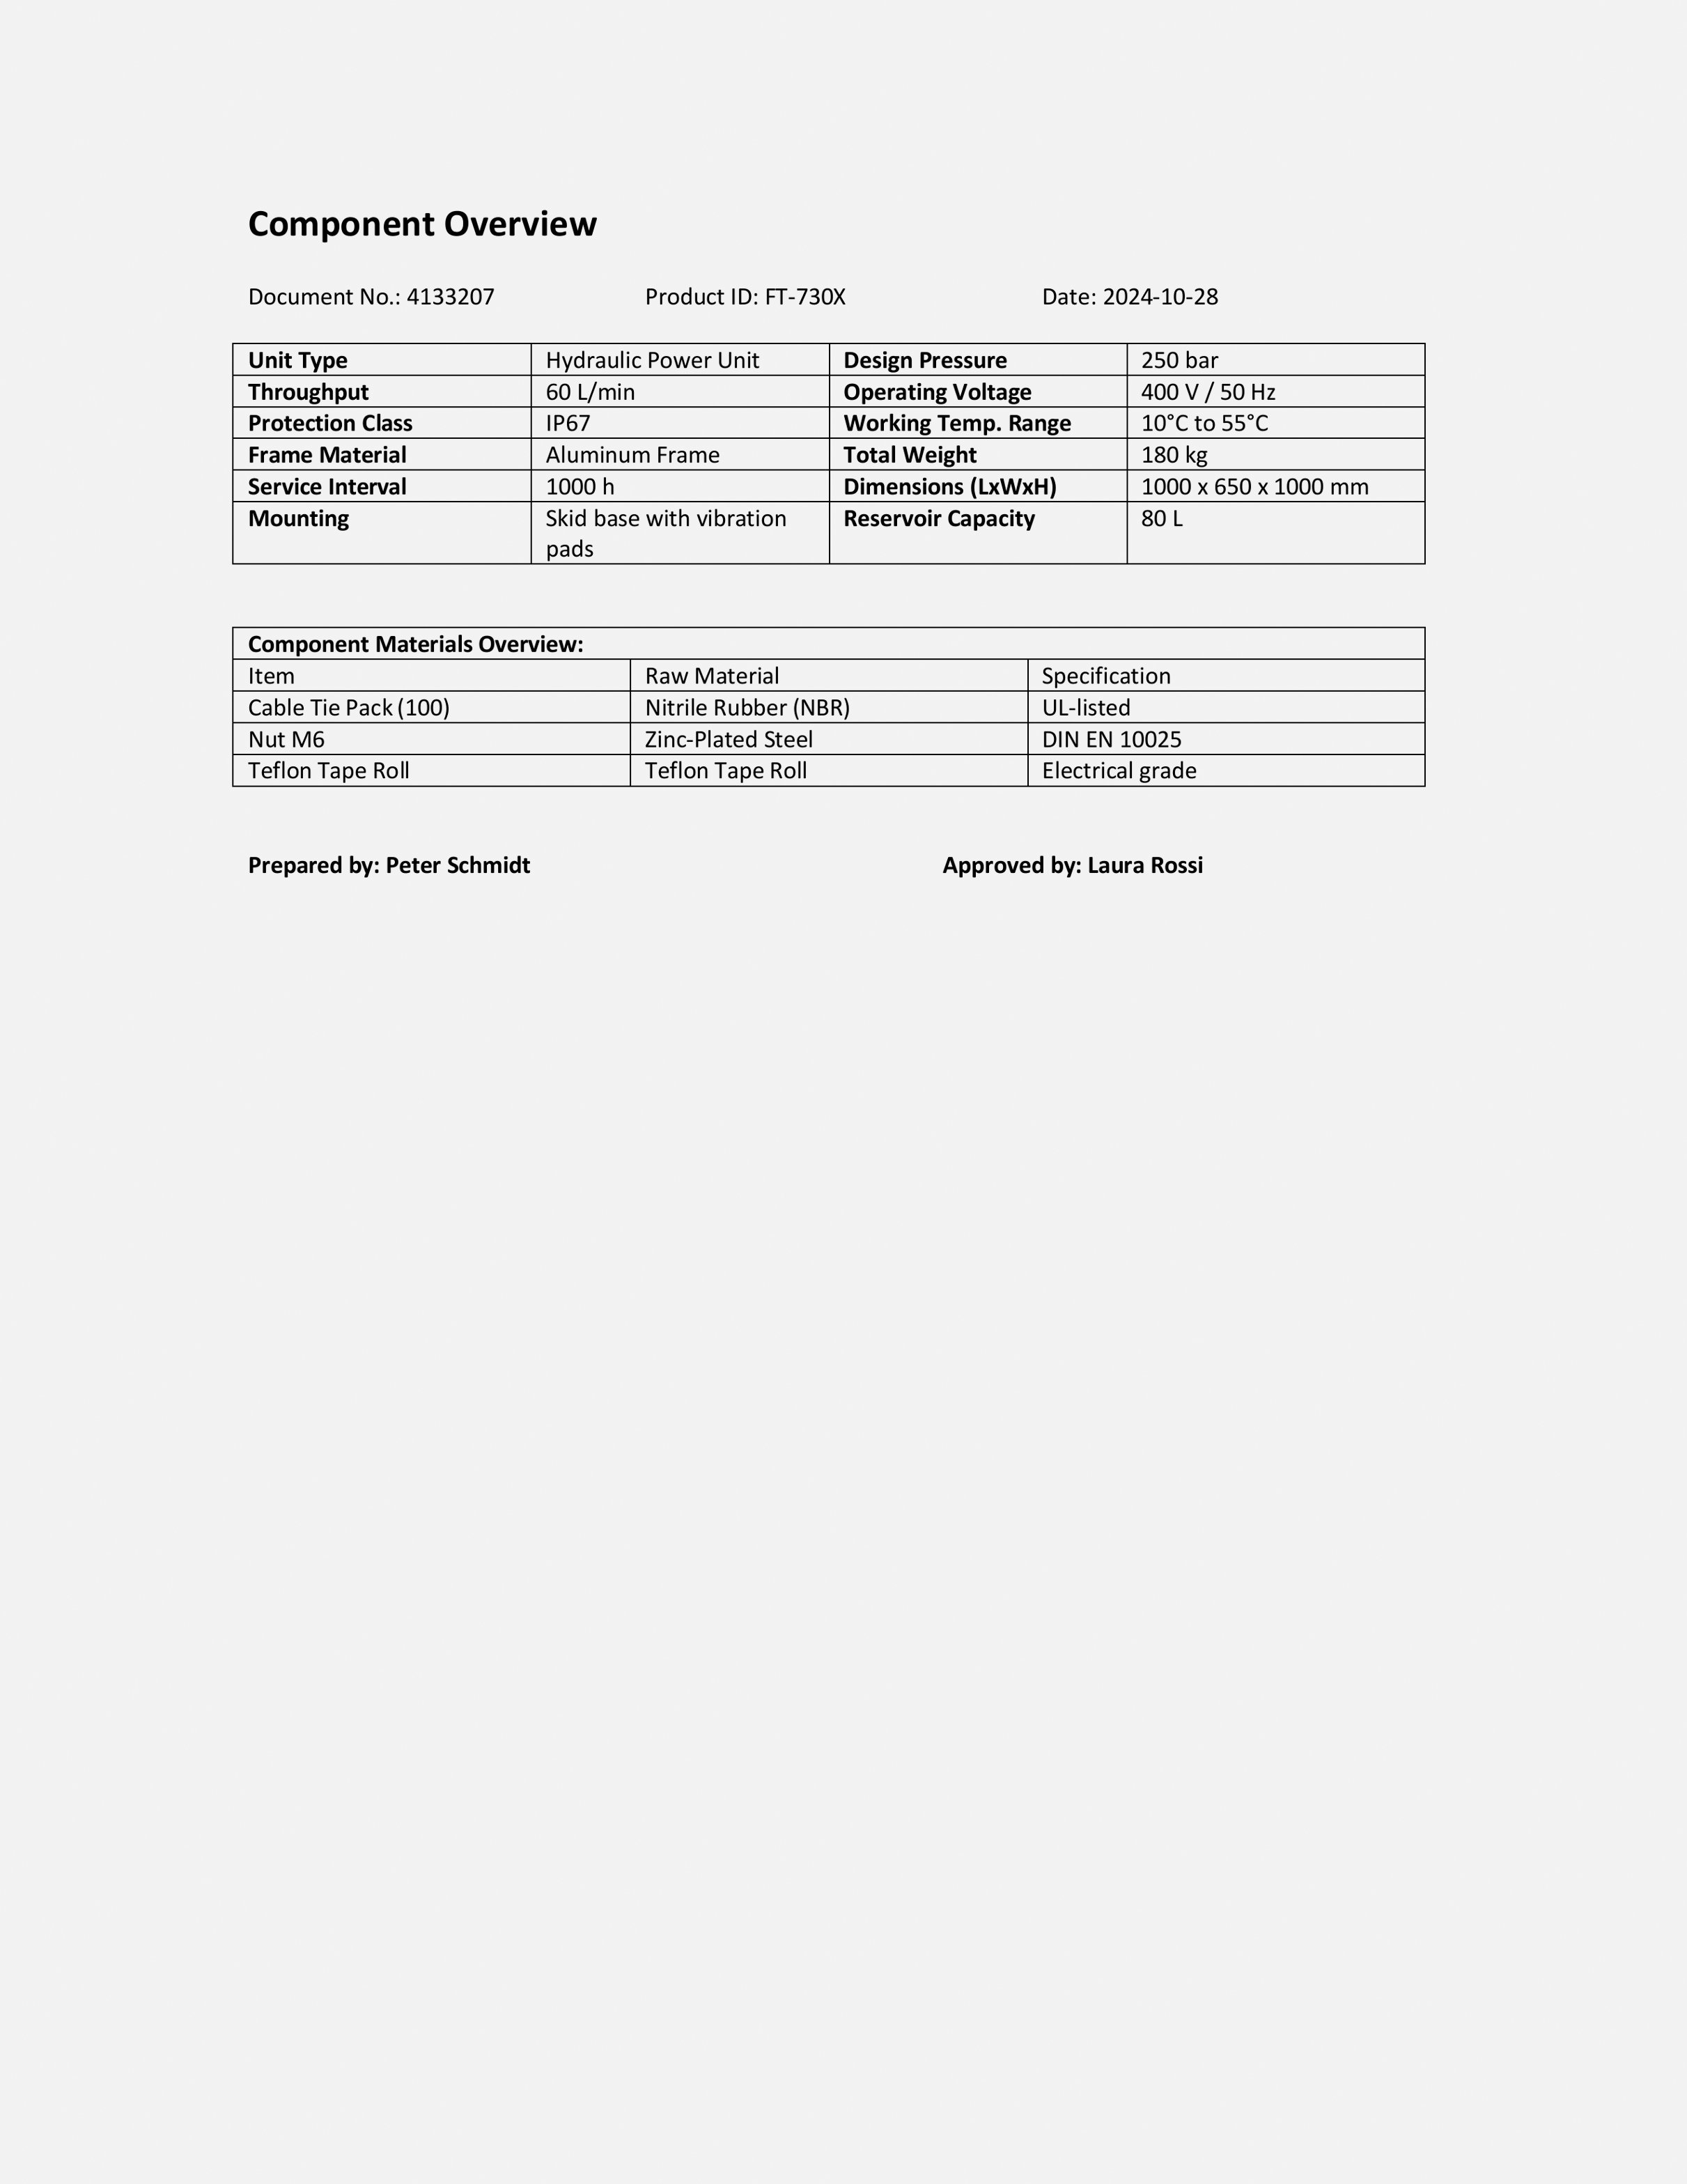 Component Overview
Document No.: 4133207 Product ID: FT-730X Date: 2024-10-28
Unit Type Hydraulic Power Unit Design Pressure 250 bar
Throughput 60 L/min Operating Voltage 400 V / 50 Hz
Protection Class IP67 Working Temp. Range 10°C to 55°C
Frame Material Aluminum Frame Total Weight 180 kg
Service Interval 1000 h Dimensions (LxWxH) 1000 x 650 x 1000 mm
Mounting Skid base with vibration Reservoir Capacity 80 L
pads
Component Materials Overview:
Item Raw Material Specification
Cable Tie Pack (100) Nitrile Rubber (NBR) UL-listed
Nut M6 Zinc-Plated Steel DIN EN 10025
Teflon Tape Roll Teflon Tape Roll Electrical grade
Prepared by: Peter Schmidt Approved by: Laura Rossi